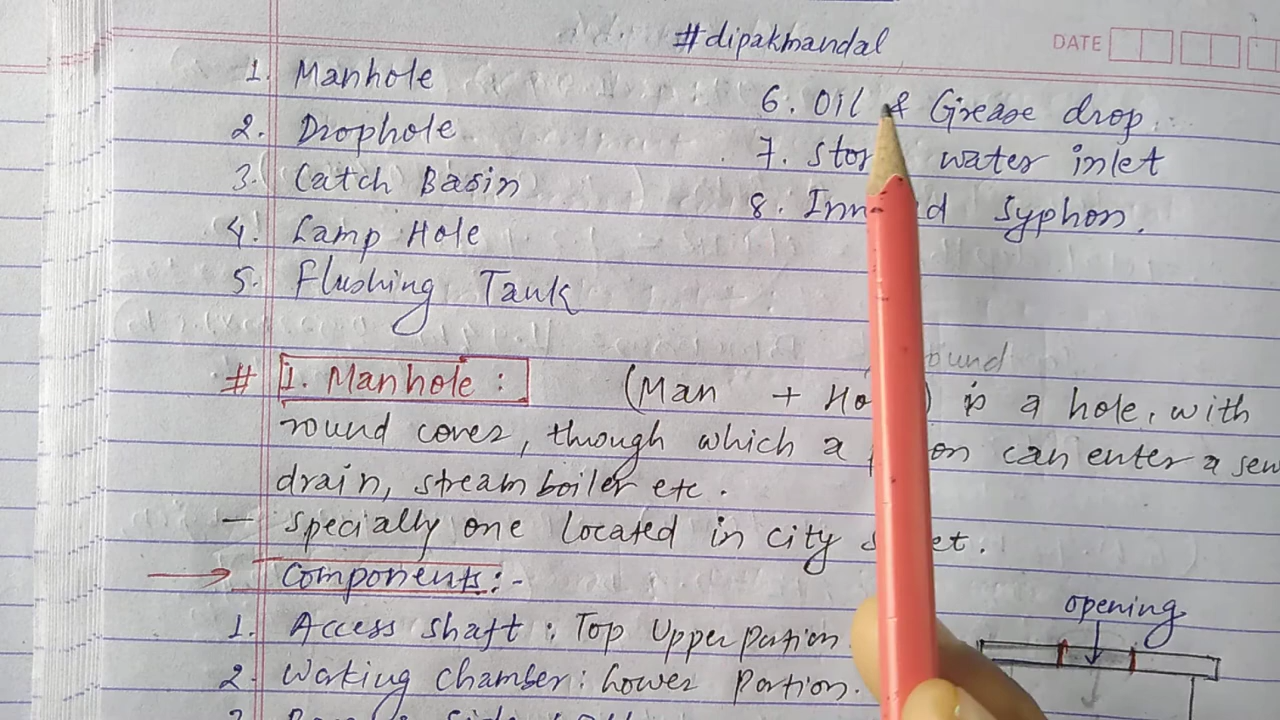 #dipakmandal
DATE
1. Manhole
2. Drophole
3. Catch Basin
4. Lamp Hole
5. Flushing Tank
6. Oil & Grease drop.
7. Sto water inlet
8. Inn d Syphon.
# 1. Manhole : (Man + Ho ) is a hole, with
ound
round cover, though which a on can enter a sew
drain, stream boiler etc.
– Specially one located in city s et.
→ Components:-
1. Access shaft : Top Upper Portion
opening
2. Working chamber: Lower Portion.